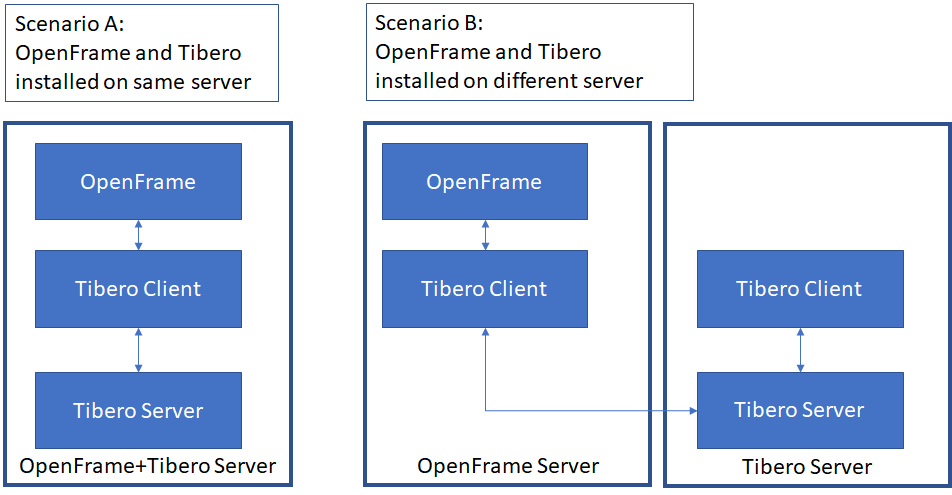 Scenario A:
OpenFrame and Tibero
installed on same server
Scenario B:
OpenFrame and Tibero
installed on different server
OpenFrame
Tibero Client
Tibero Server
OpenFrame+Tibero Server
OpenFrame
Tibero Client
OpenFrame Server
Tibero Client
Tibero Server
Tibero Server